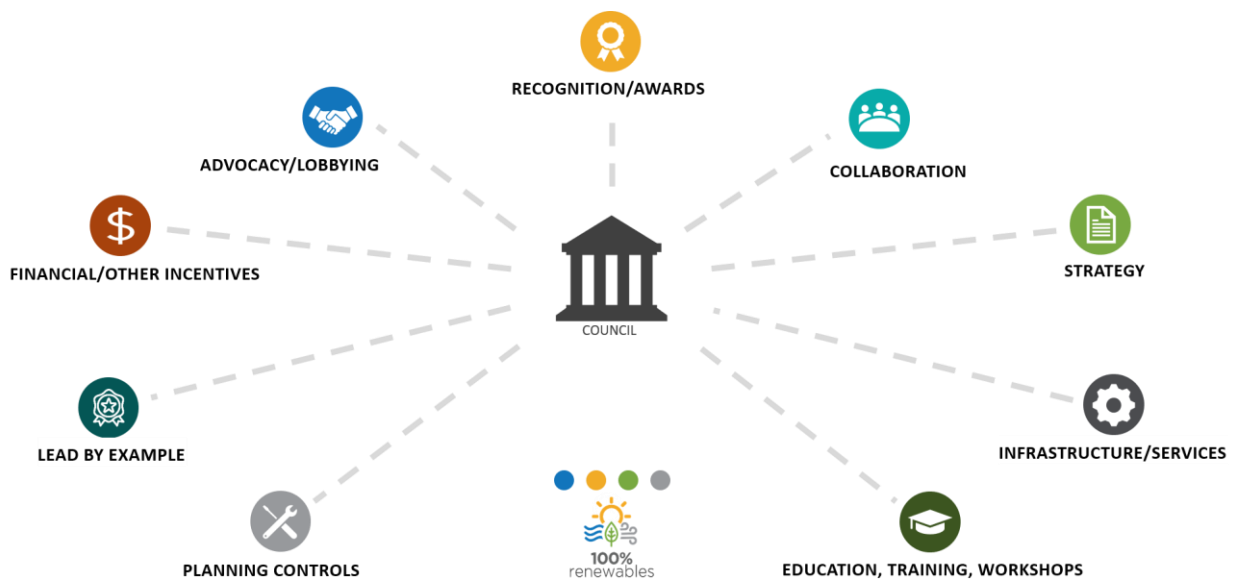 RECOGNITION/AWARDS
ADVOCACY/LOBBYING
COLLABORATION
FINANCIAL/OTHER INCENTIVES
STRATEGY
COUNCIL
LEAD BY EXAMPLE
INFRASTRUCTURE/SERVICES
PLANNING CONTROLS
100%
renewables
EDUCATION, TRAINING, WORKSHOPS